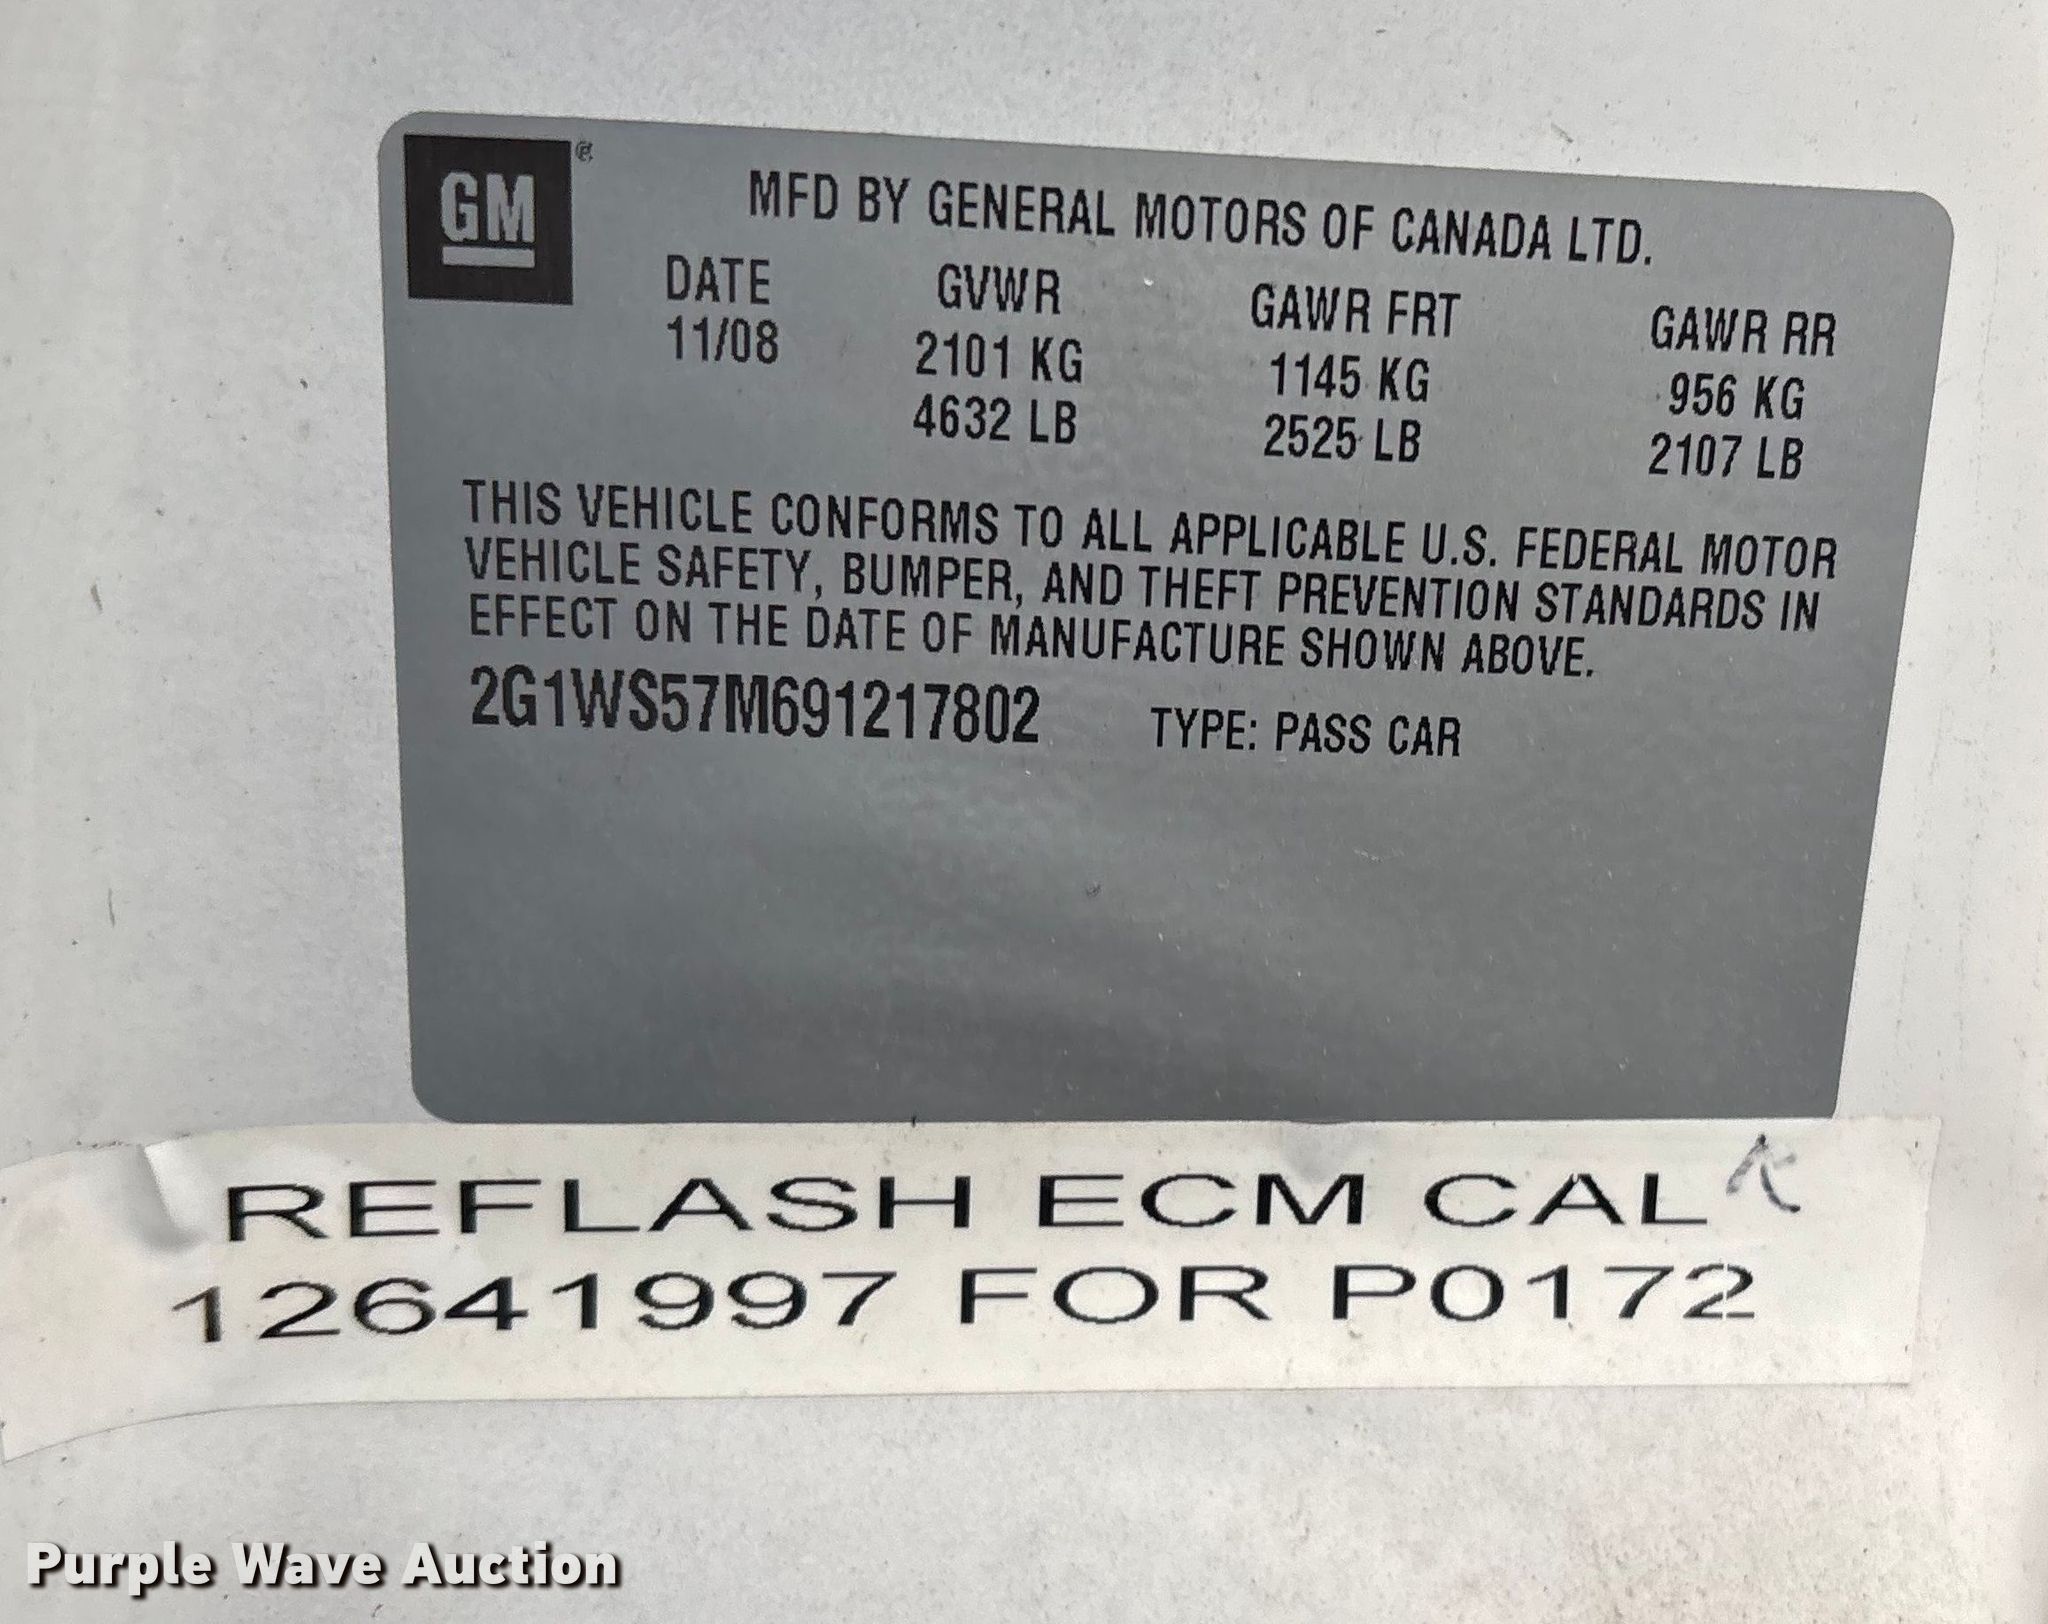 GM ®
MFD BY GENERAL MOTORS OF CANADA LTD.
DATE GVWR GAWR FRT GAWR RR
11/08 2101 KG 1145 KG 956 KG
4632 LB 2525 LB 2107 LB
THIS VEHICLE CONFORMS TO ALL APPLICABLE U.S. FEDERAL MOTOR
VEHICLE SAFETY, BUMPER, AND THEFT PREVENTION STANDARDS IN
EFFECT ON THE DATE OF MANUFACTURE SHOWN ABOVE.
2G1WS57M691217802 TYPE: PASS CAR
REFLASH ECM CAL
12641997 FOR P0172
Purple Wave Auction